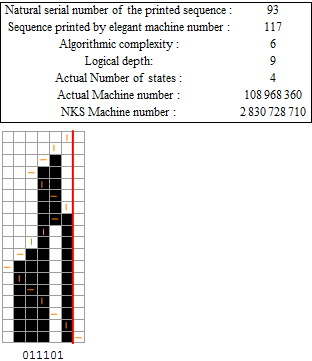 Natural serial number of the printed sequence : 93
Sequence printed by elegant machine number : 117
Algorithmic complexity : 6
Logical depth: 9
Actual Number of states : 4
Actual Machine number : 108 968 360
NKS Machine number : 2 830 728 710
011101